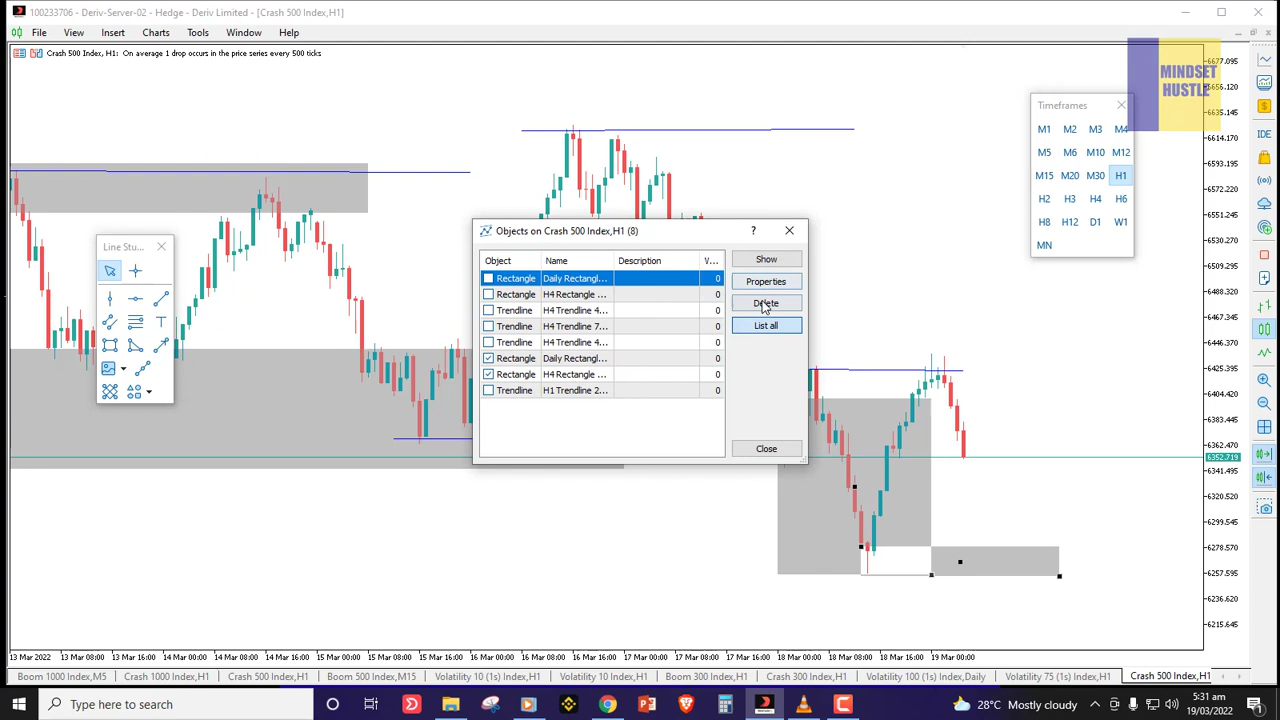 100233706 - Deriv-Server-02 - Hedge - Deriv Limited - [Crash 500 Index,H1]
File View Insert Charts Tools Window Help
Crash 500 Index, H1: On average 1 drop occurs in the price series every 500 ticks
MINDSET
HUSTLE
Timeframes
M1 M2 M3 M4
M5 M6 M10 M12
M15 M20 M30 H1
H2 H3 H4 H6
H8 H12 D1 W1
MN
Line Stu...
Objects on Crash 500 Index,H1 (8)
?
Object Name Description V...
Rectangle Daily Rectangl... 0
Rectangle H4 Rectangle ... 0
Trendline H4 Trendline 4... 0
Trendline H4 Trendline 7... 0
Trendline H4 Trendline 4... 0
Rectangle Daily Rectangl... 0
Rectangle H4 Rectangle ... 0
Trendline H1 Trendline 2... 0
Show
Properties
Delete
List all
Close
IDE
6677.095
6656.120
6635.145
6614.170
6593.195
6572.220
6551.245
6530.270
6509.295
6488.320
6467.345
6446.370
6425.395
6404.420
6383.445
6362.470
6352.719
6341.495
6320.520
6299.545
6278.570
6257.595
6236.620
6215.645
13 Mar 2022 13 Mar 08:00 13 Mar 16:00 14 Mar 00:00 14 Mar 08:00 14 Mar 16:00 15 Mar 00:00 15 Mar 08:00 15 Mar 16:00 16 Mar 00:00 16 Mar 08:00 16 Mar 16:00 17 Mar 00:00 17 Mar 08:00 17 Mar 16:00 18 Mar 00:00 18 Mar 08:00 18 Mar 16:00 19 Mar 00:00
Boom 1000 Index,M5 Crash 1000 Index,H1 Crash 500 Index,H1 Boom 500 Index,M15 Volatility 10 (1s) Index,H1 Volatility 10 Index,H1 Boom 300 Index,H1 Crash 300 Index,H1 Volatility 100 (1s) Index,Daily Volatility 75 (1s) Index,H1 Crash 500 Index,H1
Type here to search
28°C Mostly cloudy
5:31 am
19/03/2022